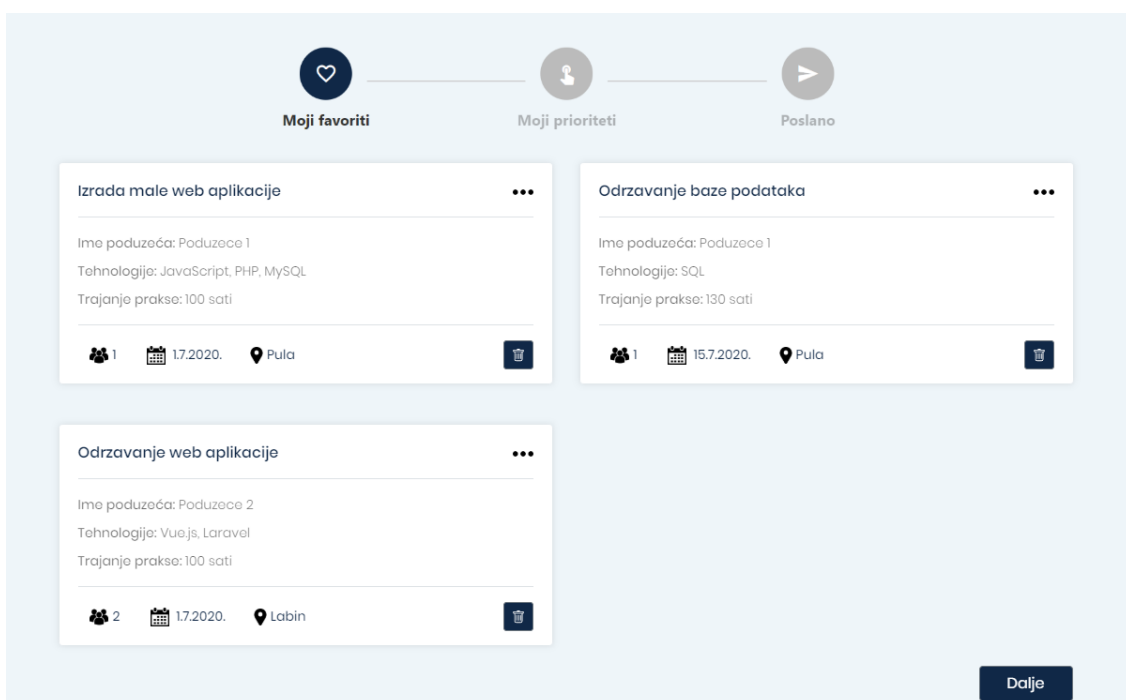 Moji favoriti
Moji prioriteti
Poslano
Izrada male web aplikacije
Ime poduzeća: Poduzece 1
Tehnologije: JavaScript, PHP, MySQL
Trajanje prakse: 100 sati
1 1.7.2020. Pula
Odrzavanje baze podataka
Ime poduzeća: Poduzece 1
Tehnologije: SQL
Trajanje prakse: 130 sati
1 15.7.2020. Pula
Odrzavanje web aplikacije
Ime poduzeća: Poduzece 2
Tehnologije: Vue.js, Laravel
Trajanje prakse: 100 sati
2 1.7.2020. Labin
Dalje